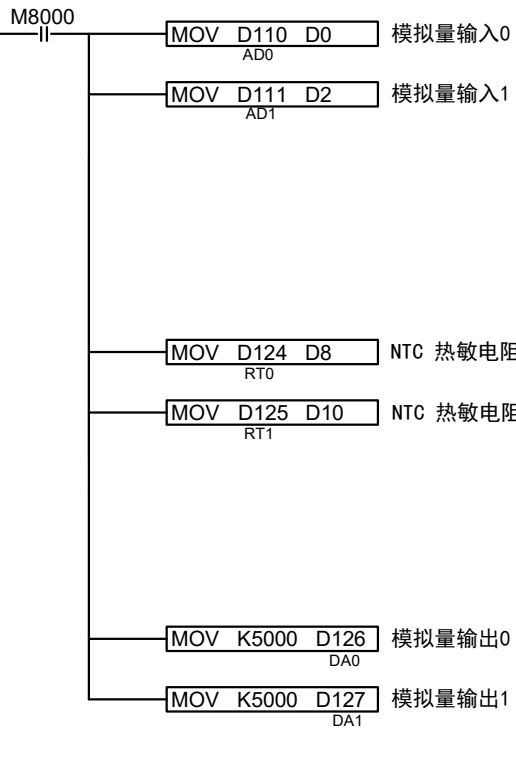 M8000
MOV D110 D0 模拟量输入0
AD0
MOV D111 D2 模拟量输入1
AD1
MOV D124 D8 NTC 热敏电阻
RT0
MOV D125 D10 NTC 热敏电阻
RT1
MOV K5000 D126 模拟量输出0
DA0
MOV K5000 D127 模拟量输出1
DA1